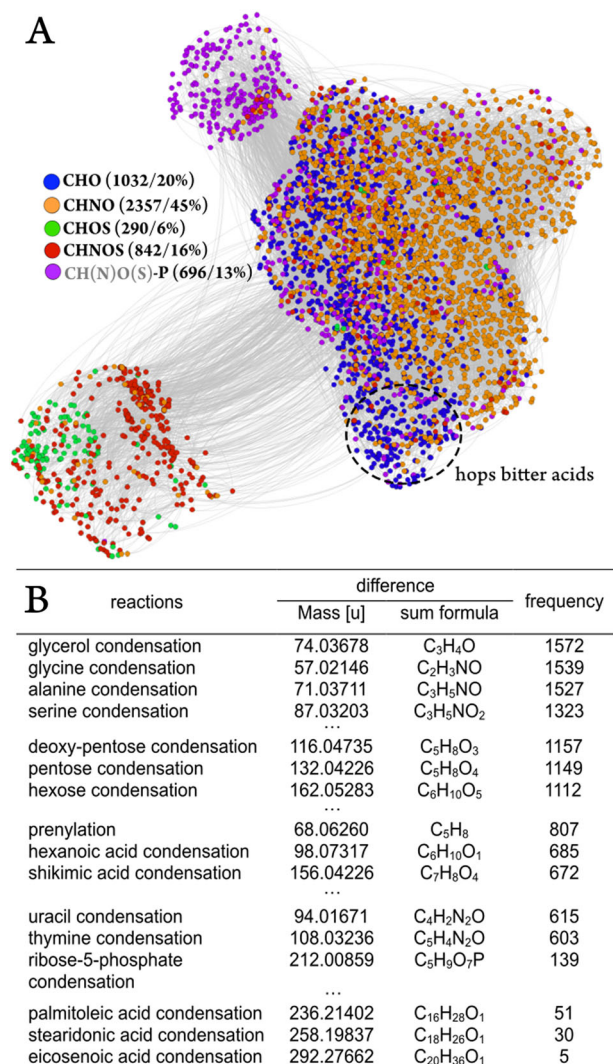 A
CHO (1032/20%)
CHNO (2357/45%)
CHOS (290/6%)
CHNOS (842/16%)
CH(N)O(S)-P (696/13%)
hops bitter acids
B
reactions difference frequency
Mass [u] sum formula
glycerol condensation 74.03678 C₃H₄O 1572
glycine condensation 57.02146 C₂H₃NO 1539
alanine condensation 71.03711 C₃H₅NO 1527
serine condensation 87.03203 C₃H₅NO₂ 1323
...
deoxy-pentose condensation 116.04735 C₅H₈O₃ 1157
pentose condensation 132.04226 C₅H₈O₄ 1149
hexose condensation 162.05283 C₆H₁₀O₅ 1112
...
prenylation 68.06260 C₅H₈ 807
hexanoic acid condensation 98.07317 C₆H₁₀O₁ 685
shikimic acid condensation 156.04226 C₇H₈O₄ 672
...
uracil condensation 94.01671 C₄H₂N₂O 615
thymine condensation 108.03236 C₅H₄N₂O 603
ribose-5-phosphate 212.00859 C₅H₉O₇P 139
condensation
...
palmitoleic acid condensation 236.21402 C₁₆H₂₈O₁ 51
stearidonic acid condensation 258.19837 C₁₈H₂₆O₁ 30
eicosenoic acid condensation 292.27662 C₂₀H₃₆O₁ 5